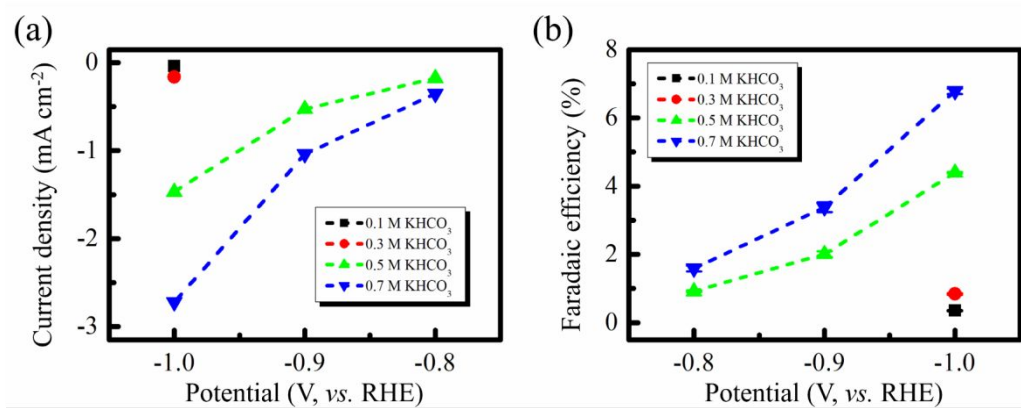 (a)
0
-1
-2
-3
Current density (mA cm⁻²)
0.1 M KHCO₃
0.3 M KHCO₃
0.5 M KHCO₃
0.7 M KHCO₃
-1.0 -0.9 -0.8
Potential (V, vs. RHE)
(b)
8
6
4
2
0
Faradaic efficiency (%)
0.1 M KHCO₃
0.3 M KHCO₃
0.5 M KHCO₃
0.7 M KHCO₃
-0.8 -0.9 -1.0
Potential (V, vs. RHE)